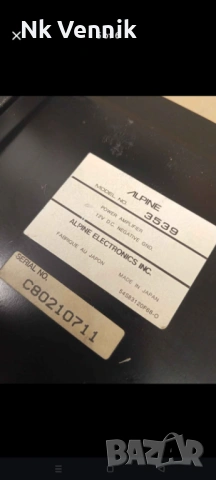 Nk Vennik
ALPINE
MODEL NO. 3539
POWER AMPLIFIER
12V D.C. NEGATIVE GND.
ALPINE ELECTRONICS INC.
FABRIQUE AU JAPON
MADE IN JAPAN
SERIAL NO.
C80210711
BAZAR
bg